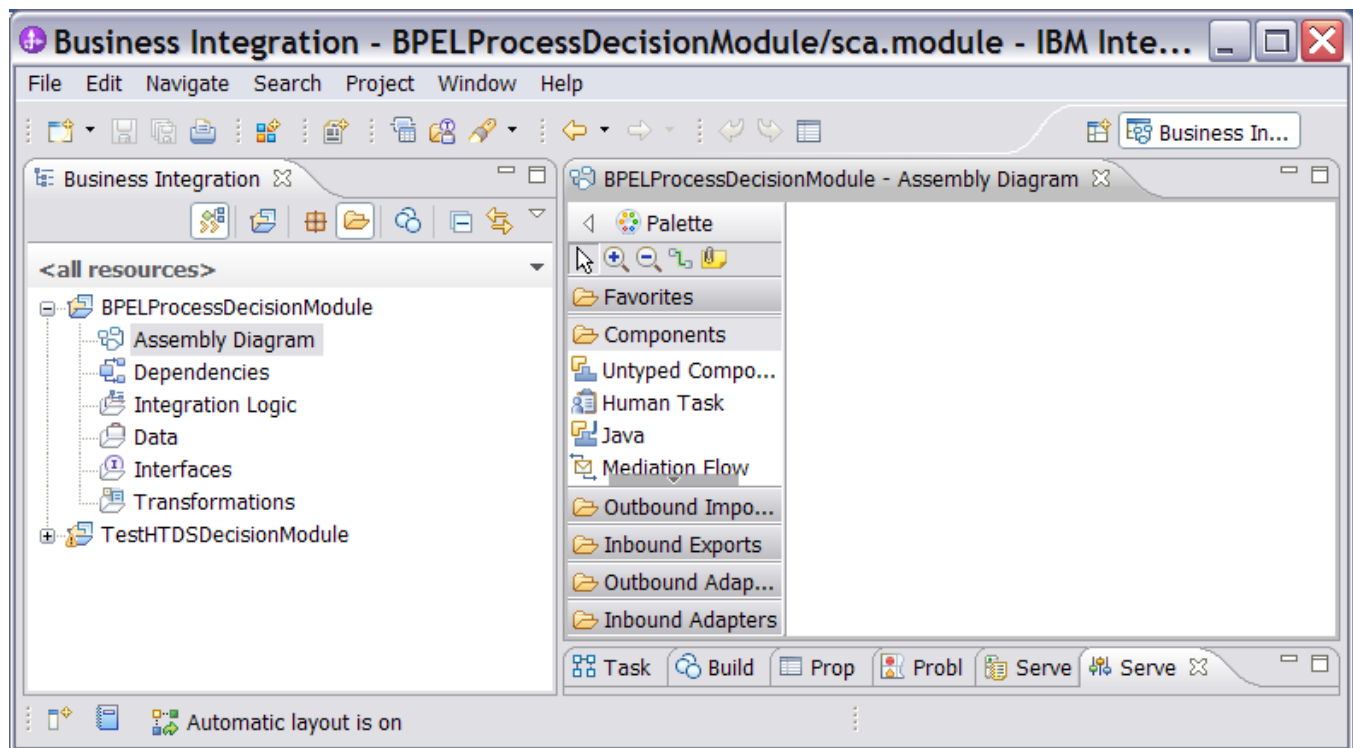 Business Integration - BPELProcessDecisionModule/sca.module - IBM Inte...
File Edit Navigate Search Project Window Help
Business In...
Business Integration
BPELProcessDecisionModule - Assembly Diagram
Palette
<all resources>
Favorites
BPELProcessDecisionModule
Components
Assembly Diagram
Untyped Compo...
Dependencies
Human Task
Integration Logic
Java
Data
Mediation Flow
Interfaces
Transformations
Outbound Impo...
TestHTDSDecisionModule
Inbound Exports
Outbound Adap...
Inbound Adapters
Task Build Prop Probl Serve Serve
Automatic layout is on